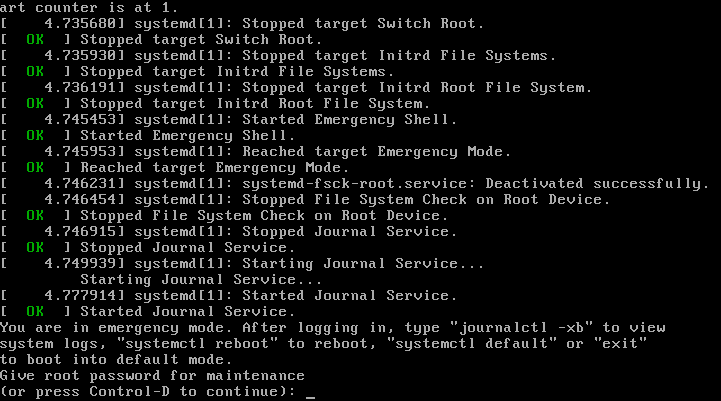 art counter is at 1.
[    4.735680] systemd[1]: Stopped target Switch Root.
[  OK  ] Stopped target Switch Root.
[    4.735930] systemd[1]: Stopped target Initrd File Systems.
[  OK  ] Stopped target Initrd File Systems.
[    4.736191] systemd[1]: Stopped target Initrd Root File System.
[  OK  ] Stopped target Initrd Root File System.
[    4.745453] systemd[1]: Started Emergency Shell.
[  OK  ] Started Emergency Shell.
[    4.745953] systemd[1]: Reached target Emergency Mode.
[  OK  ] Reached target Emergency Mode.
[    4.746231] systemd[1]: systemd-fsck-root.service: Deactivated successfully.
[    4.746454] systemd[1]: Stopped File System Check on Root Device.
[  OK  ] Stopped File System Check on Root Device.
[    4.746915] systemd[1]: Stopped Journal Service.
[  OK  ] Stopped Journal Service.
[    4.749939] systemd[1]: Starting Journal Service...
         Starting Journal Service...
[    4.777914] systemd[1]: Started Journal Service.
[  OK  ] Started Journal Service.
You are in emergency mode. After logging in, type "journalctl -xb" to view
system logs, "systemctl reboot" to reboot, "systemctl default" or "exit"
to boot into default mode.
Give root password for maintenance
(or press Control-D to continue): _